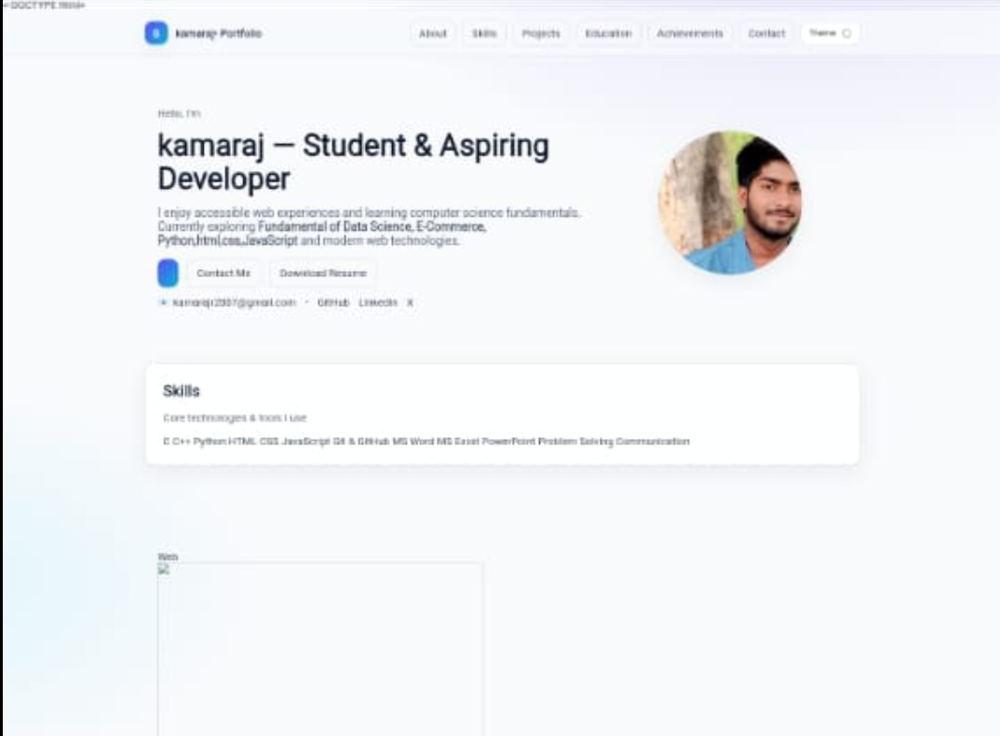 <!DOCTYPE html>
kamaraj· Portfolio
About Skills Projects Education Achievements Contact Theme
Hello, I'm
kamaraj — Student & Aspiring
Developer
I enjoy accessible web experiences and learning computer science fundamentals.
Currently exploring Fundamental of Data Science, E-Commerce,
Python,html,css,JavaScript and modern web technologies.
Contact Me Download Resume
kamarajr2007@gmail.com · GitHub LinkedIn X
Skills
Core technologies & tools I use
C C++ Python HTML CSS JavaScript Git & GitHub MS Word MS Excel PowerPoint Problem Solving Communication
Web